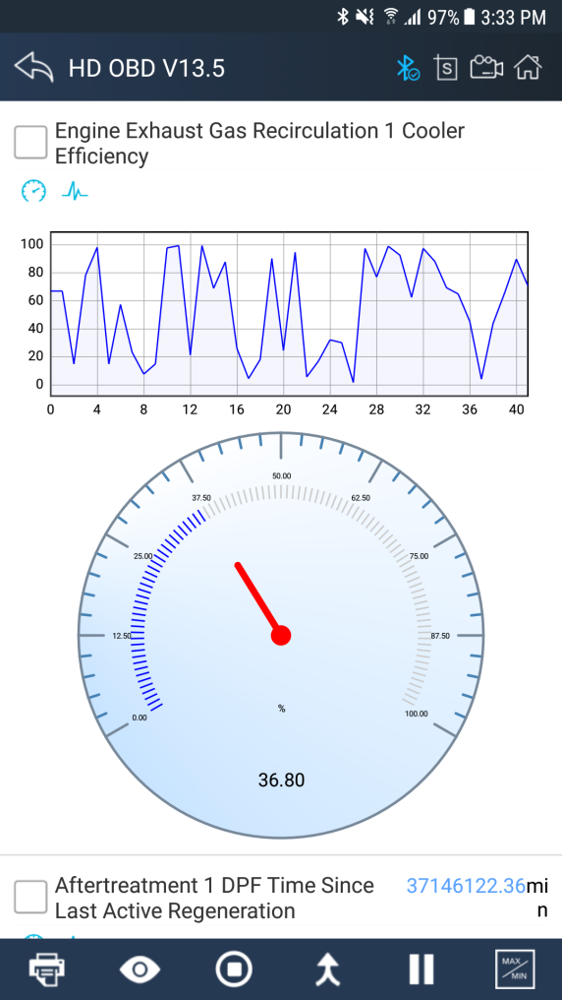 97% 3:33 PM
HD OBD V13.5
S
Engine Exhaust Gas Recirculation 1 Cooler
Efficiency
100
80
60
40
20
0
0 4 8 12 16 20 24 28 32 36 40
50.00
37.50 62.50
25.00 75.00
12.50 87.50
0.00 100.00
%
36.80
Aftertreatment 1 DPF Time Since 37146122.36mi
Last Active Regeneration n
MAX
MIN